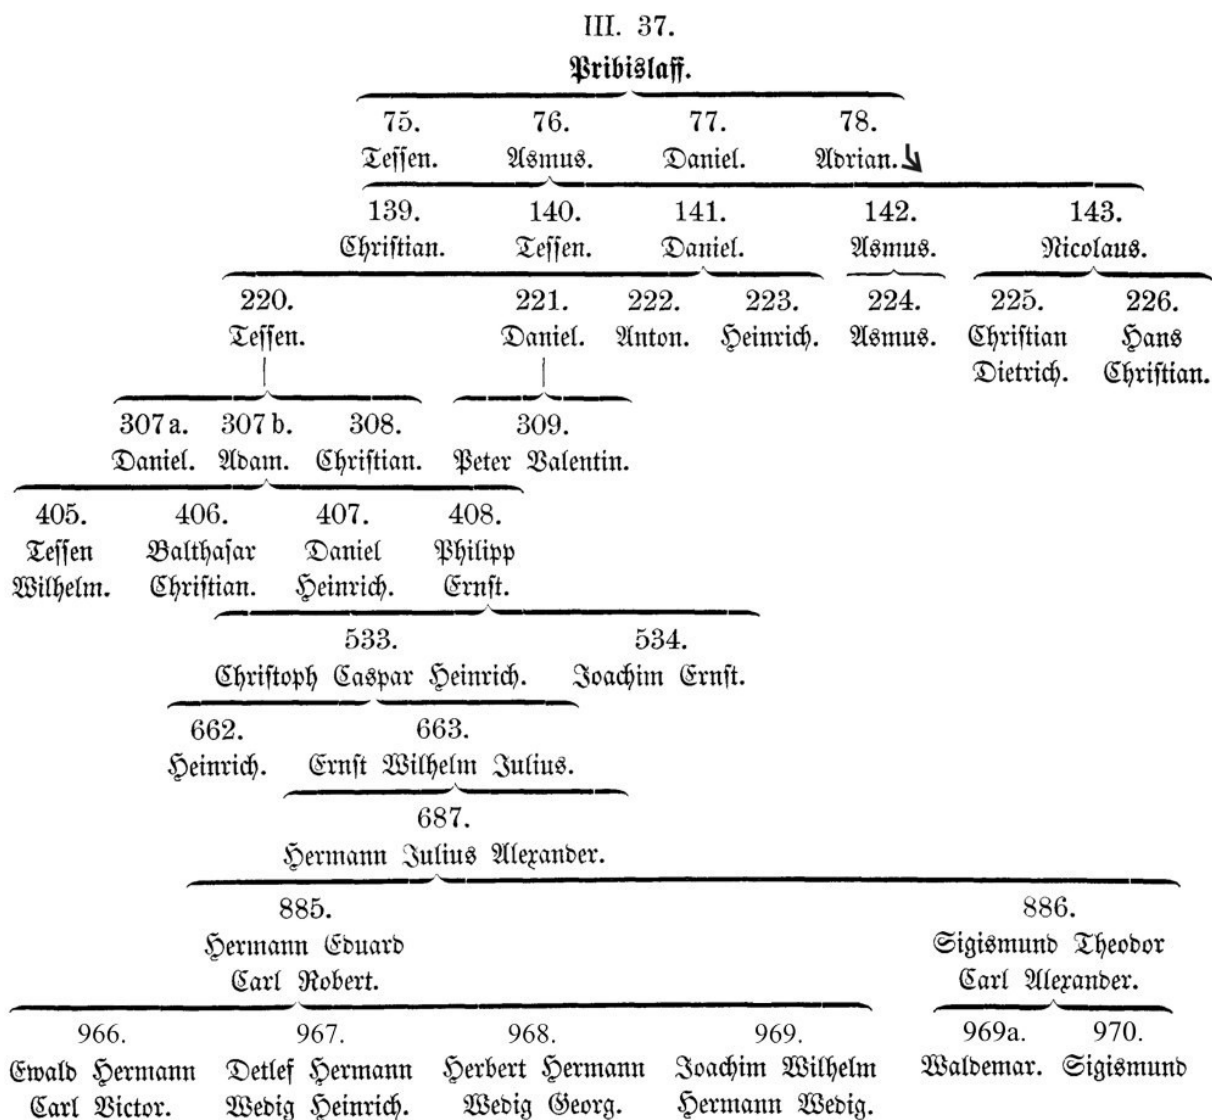 III. 37.
Pribislaff.
75. 76. 77. 78.
Tessen. Asmus. Daniel. Adrian.
139. 140. 141. 142. 143.
Christian. Tessen. Daniel. Asmus. Nicolaus.
220. 221. 222. 223. 224. 225. 226.
Tessen. Daniel. Anton. Heinrich. Asmus. Christian Hans
Dietrich. Christian.
307a. 307b. 308. 309.
Daniel. Adam. Christian. Peter Valentin.
405. 406. 407. 408.
Tessen Balthasar Daniel Philipp
Wilhelm. Christian. Heinrich. Ernst.
533. 534.
Christoph Caspar Heinrich. Joachim Ernst.
662. 663.
Heinrich. Ernst Wilhelm Julius.
687.
Hermann Julius Alexander.
885. 886.
Hermann Eduard Sigismund Theodor
Carl Robert. Carl Alexander.
966. 967. 968. 969. 969a. 970.
Ewald Hermann Detlef Hermann Herbert Hermann Joachim Wilhelm Waldemar. Sigismund
Carl Victor. Wedig Heinrich. Wedig Georg. Hermann Wedig.